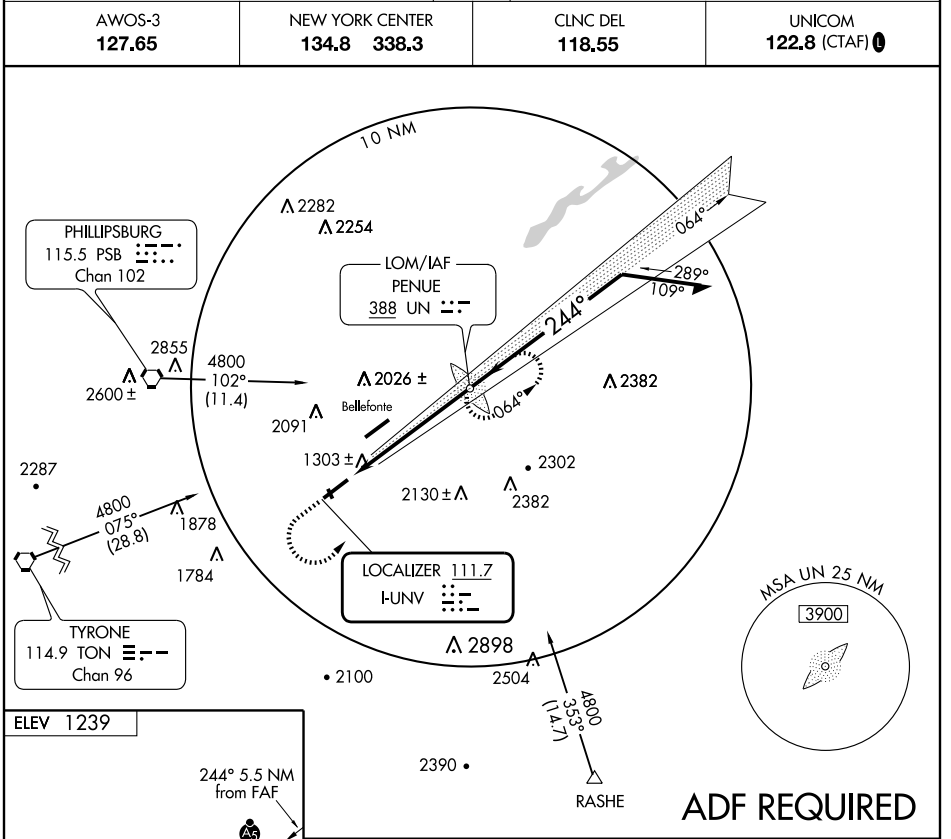 AWOS-3
127.65
NEW YORK CENTER
134.8 338.3
CLNC DEL
118.55
UNICOM
122.8 (CTAF) L
10 NM
2282
2254
PHILLIPSBURG
115.5 PSB
Chan 102
LOM/IAF
PENUE
388 UN
064°
289°
109°
244°
2855
2600 ±
4800
102°
(11.4)
2026 ±
2382
Bellefonte
2091
064°
1303 ±
2302
2130 ±
2382
2287
4800
075°
(28.8)
1878
1784
LOCALIZER 111.7
I-UNV
MSA UN 25 NM
3900
TYRONE
114.9 TON
Chan 96
2898
2504
2100
4800
353°
(14.7)
ELEV 1239
2390
RASHE
244° 5.5 NM
from FAF
A5
ADF REQUIRED